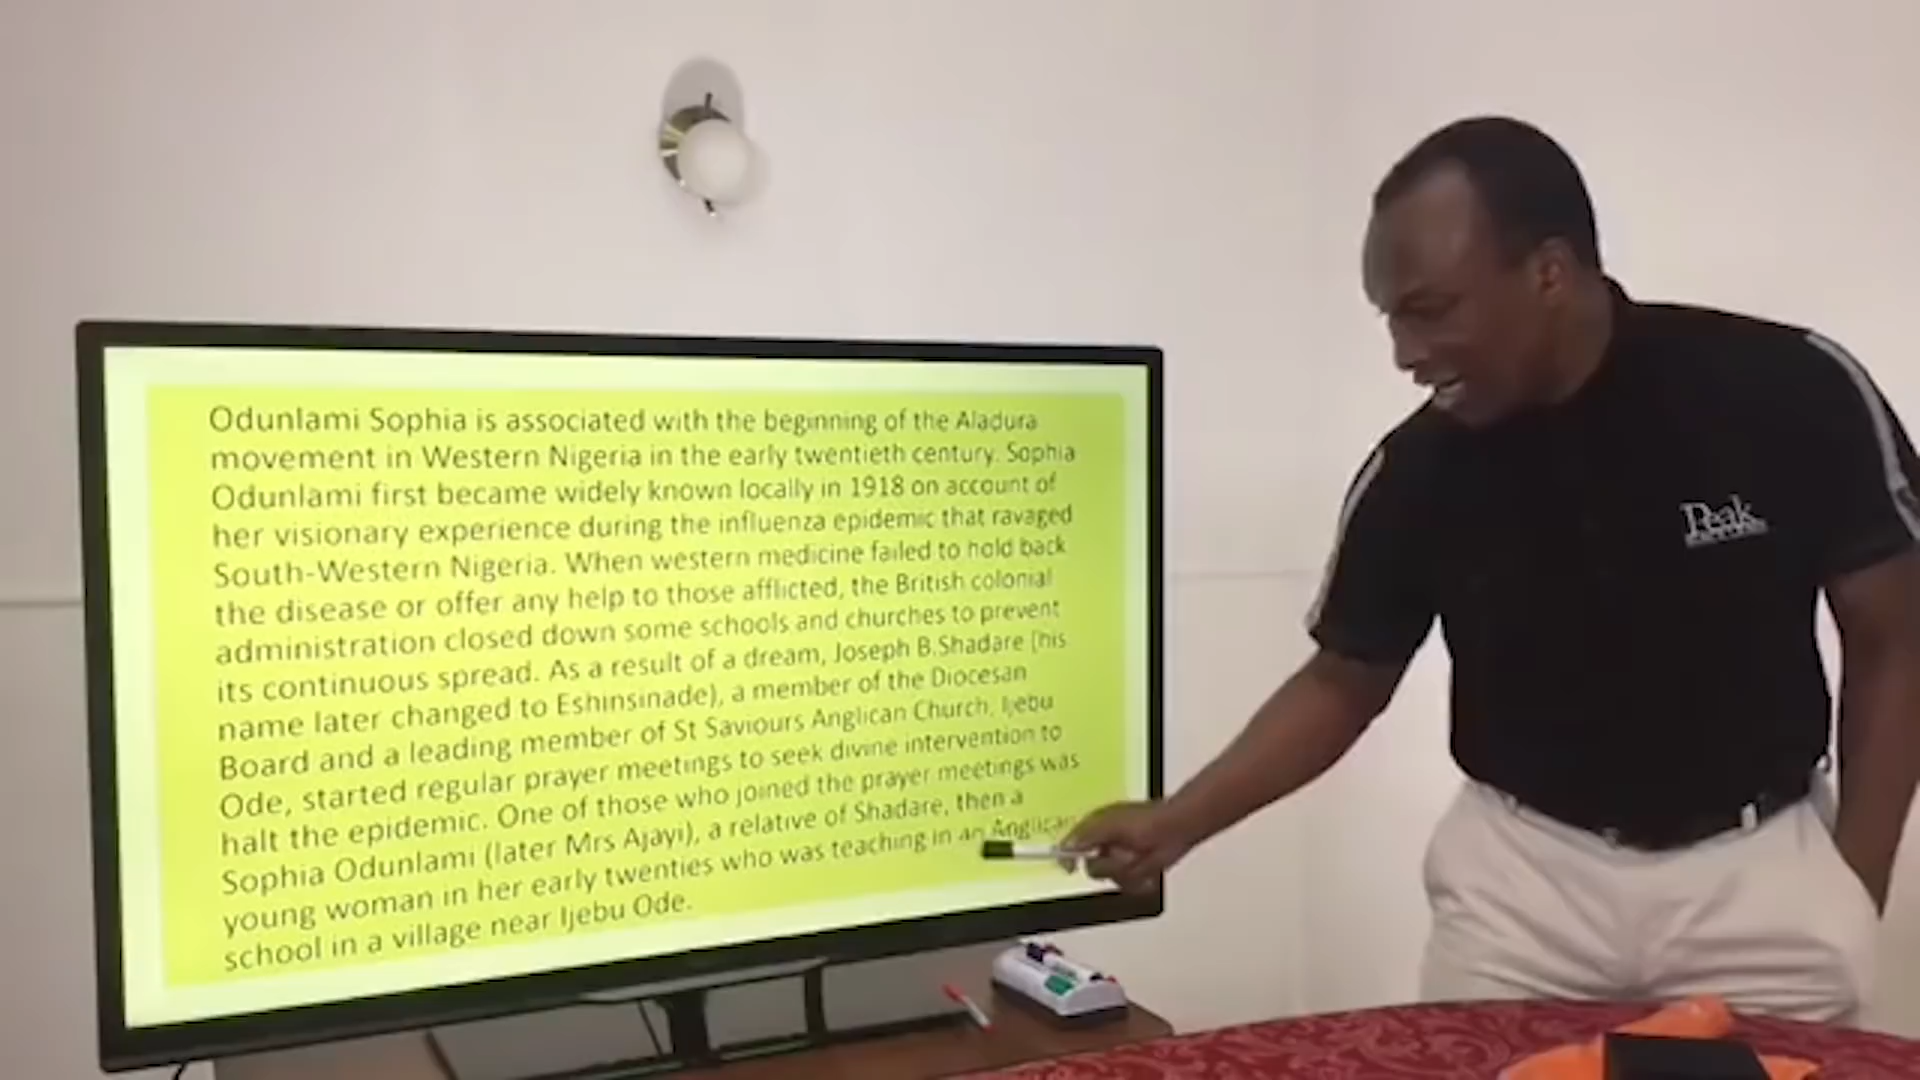 Odunlami Sophia is associated with the beginning of the Aladura
movement in Western Nigeria in the early twentieth century. Sophia
Odunlami first became widely known locally in 1918 on account of
her visionary experience during the influenza epidemic that ravaged
South-Western Nigeria. When western medicine failed to hold back
the disease or offer any help to those afflicted, the British colonial
administration closed down some schools and churches to prevent
its continuous spread. As a result of a dream, Joseph B.Shadare (his
name later changed to Eshinsinade), a member of the Diocesan
Board and a leading member of St Saviours Anglican Church, Ijebu
Ode, started regular prayer meetings to seek divine intervention to
halt the epidemic. One of those who joined the prayer meetings was
Sophia Odunlami (later Mrs Ajayi), a relative of Shadare, then a
young woman in her early twenties who was teaching in an Anglican
school in a village near Ijebu Ode.
Peak